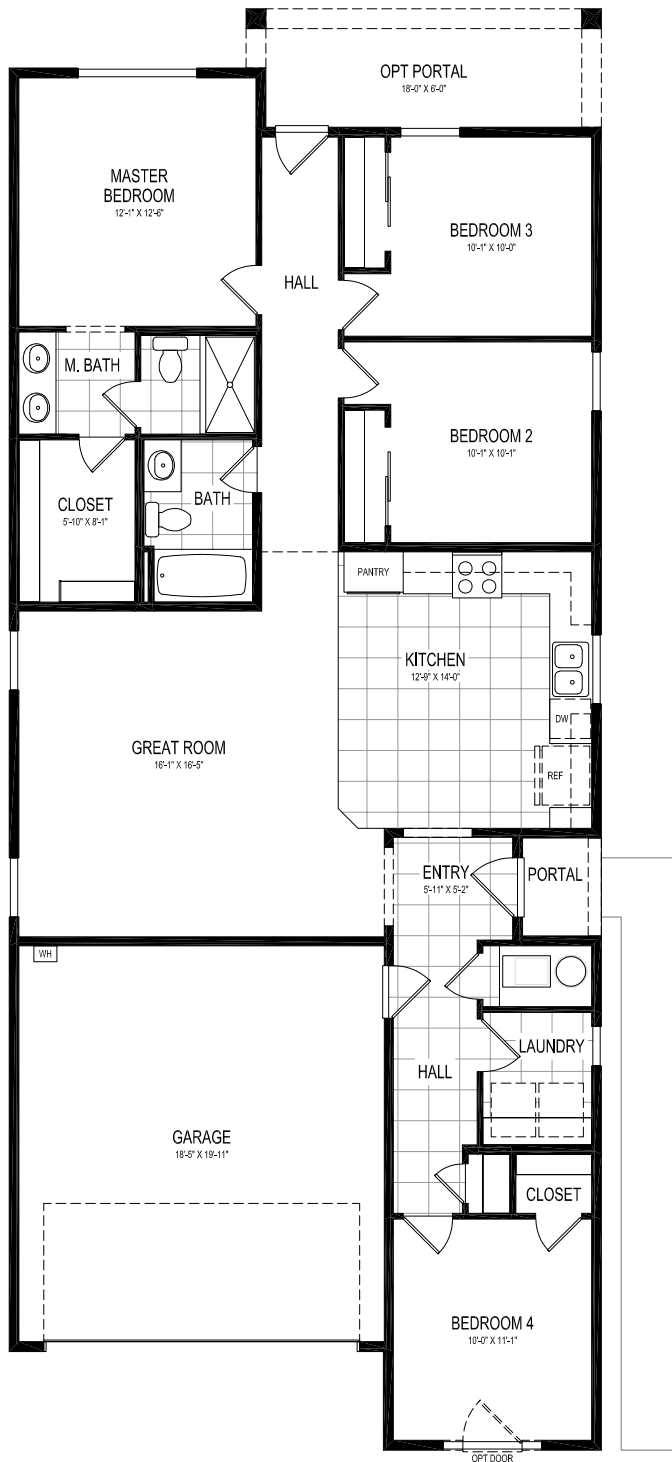 OPT PORTAL
18'-0" X 6'-0"
MASTER
BEDROOM
12'-1" X 12'-6"
BEDROOM 3
10'-1" X 10'-0"
HALL
M. BATH
BEDROOM 2
10'-1" X 10'-1"
CLOSET
5'-10" X 8'-1"
BATH
PANTRY
KITCHEN
12'-9" X 14'-0"
DW
GREAT ROOM
16'-1" X 16'-5"
REF
ENTRY
5'-11" X 5'-2"
PORTAL
WH
LAUNDRY
HALL
GARAGE
18'-5" X 19'-11"
CLOSET
BEDROOM 4
10'-0" X 11'-1"
OPT DOOR